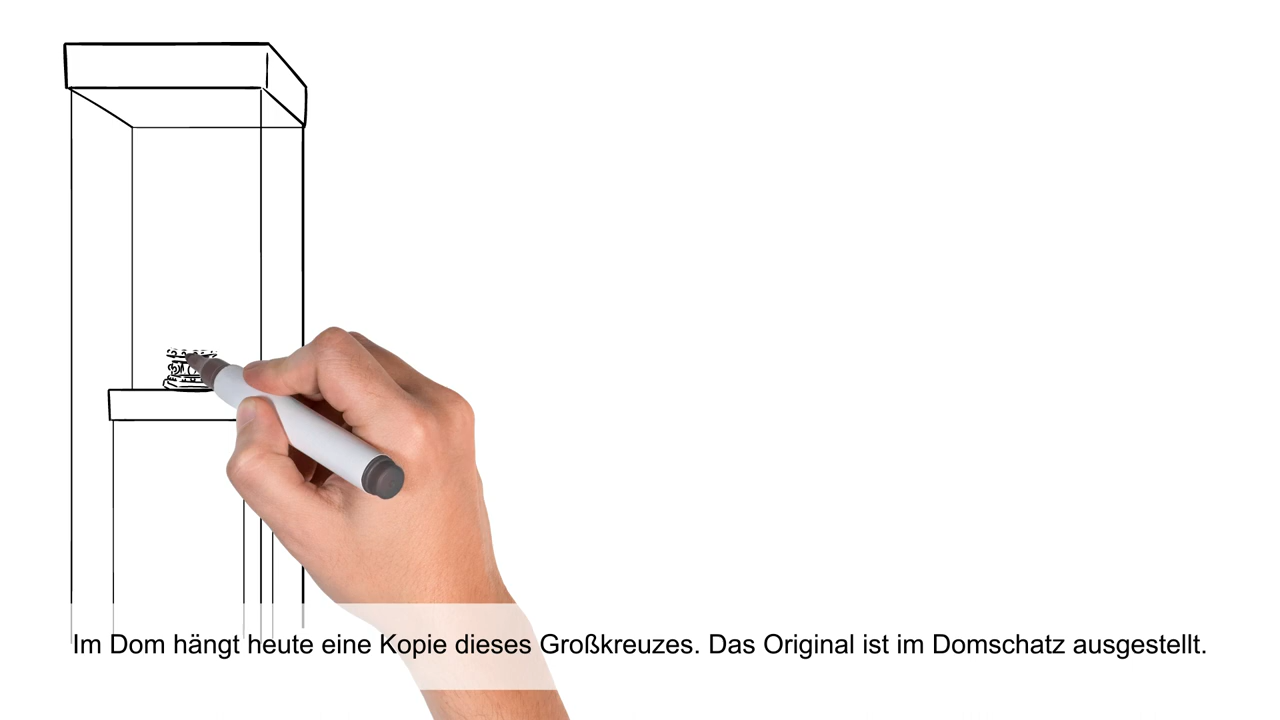 Im Dom hängt heute eine Kopie dieses Großkreuzes. Das Original ist im Domschatz ausgestellt.